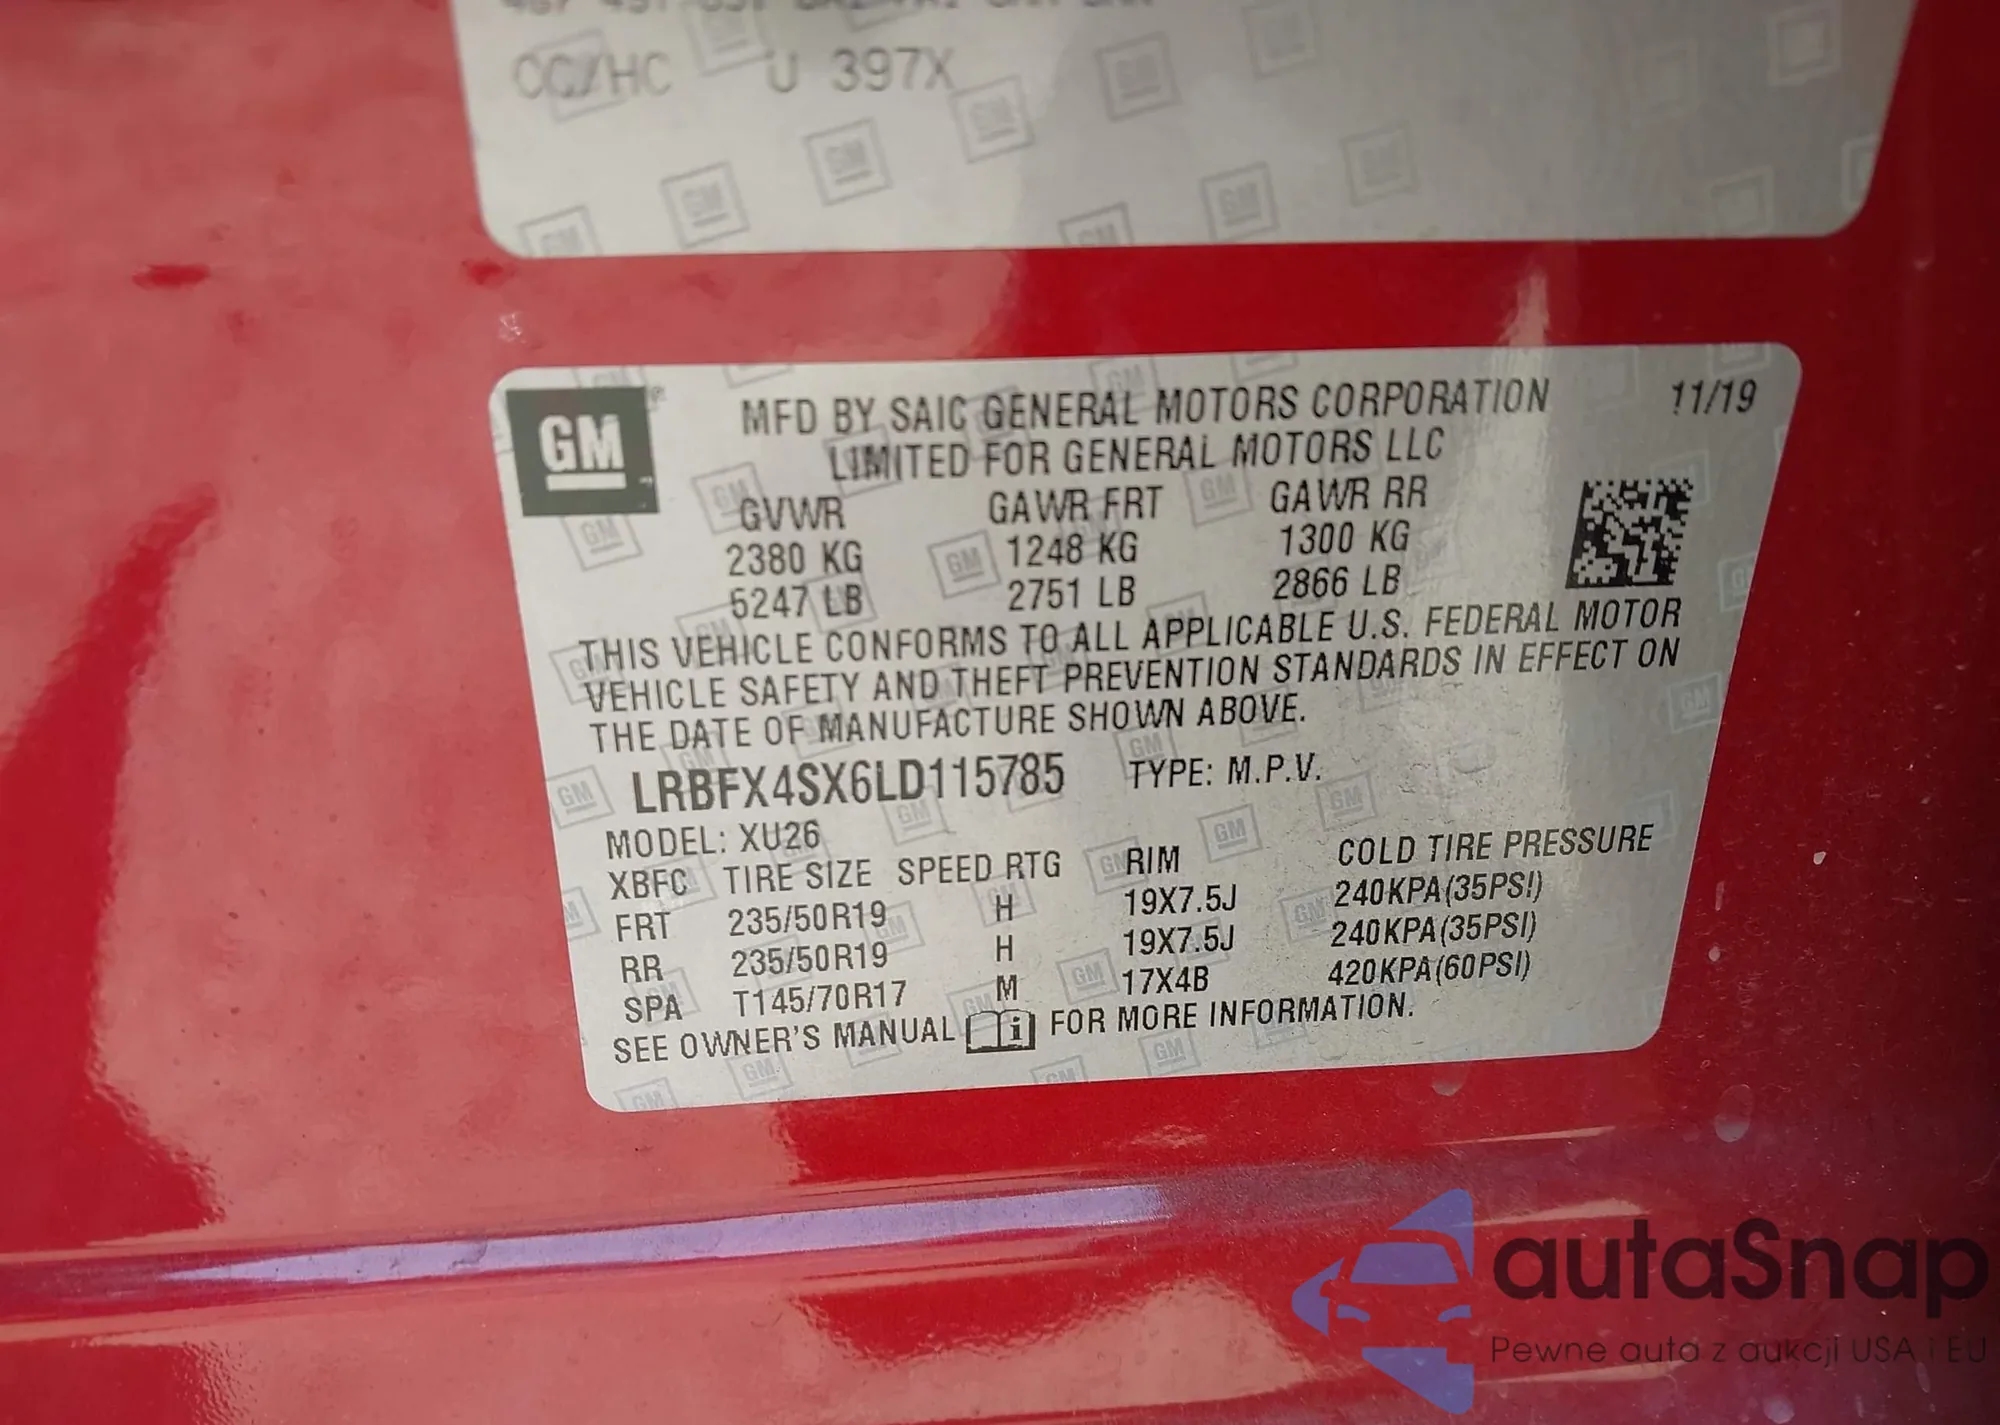 CC/HC U 397X
GM
MFD BY SAIC GENERAL MOTORS CORPORATION 11/19
LIMITED FOR GENERAL MOTORS LLC
GVWR GAWR FRT GAWR RR
2380 KG 1248 KG 1300 KG
5247 LB 2751 LB 2866 LB
THIS VEHICLE CONFORMS TO ALL APPLICABLE U.S. FEDERAL MOTOR
VEHICLE SAFETY AND THEFT PREVENTION STANDARDS IN EFFECT ON
THE DATE OF MANUFACTURE SHOWN ABOVE.
LRBFX4SX6LD115785 TYPE: M.P.V.
MODEL: XU26
XBFC TIRE SIZE SPEED RTG RIM COLD TIRE PRESSURE
FRT 235/50R19 H 19X7.5J 240KPA(35PSI)
RR 235/50R19 H 19X7.5J 240KPA(35PSI)
SPA T145/70R17 M 17X4B 420KPA(60PSI)
SEE OWNER'S MANUAL i FOR MORE INFORMATION.
autaSnap
Pewne auta z aukcji USA i EU